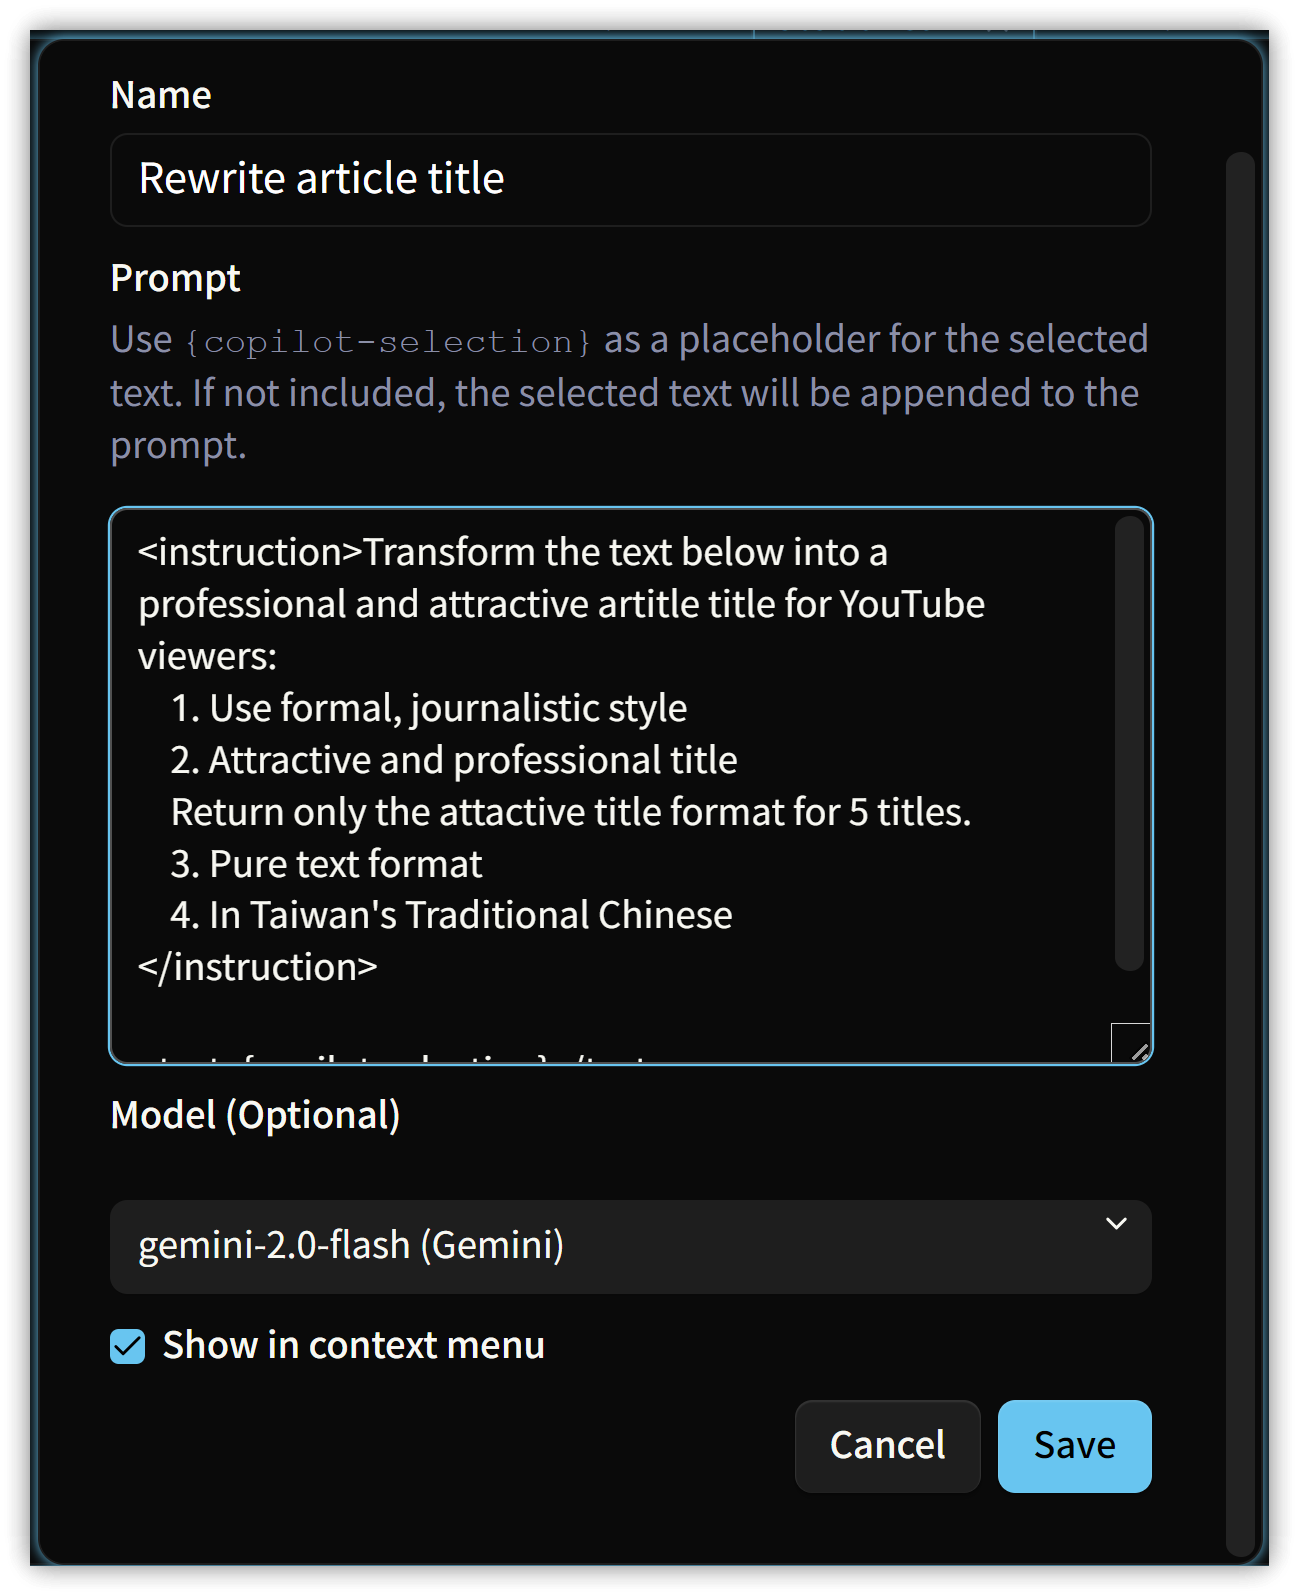 Name
Rewrite article title
Prompt
Use {copilot-selection} as a placeholder for the selected
text. If not included, the selected text will be appended to the
prompt.
<instruction>Transform the text below into a
professional and attractive artitle title for YouTube
viewers:
1. Use formal, journalistic style
2. Attractive and professional title
Return only the attactive title format for 5 titles.
3. Pure text format
4. In Taiwan's Traditional Chinese
</instruction>
Model (Optional)
gemini-2.0-flash (Gemini)
Show in context menu
Cancel
Save